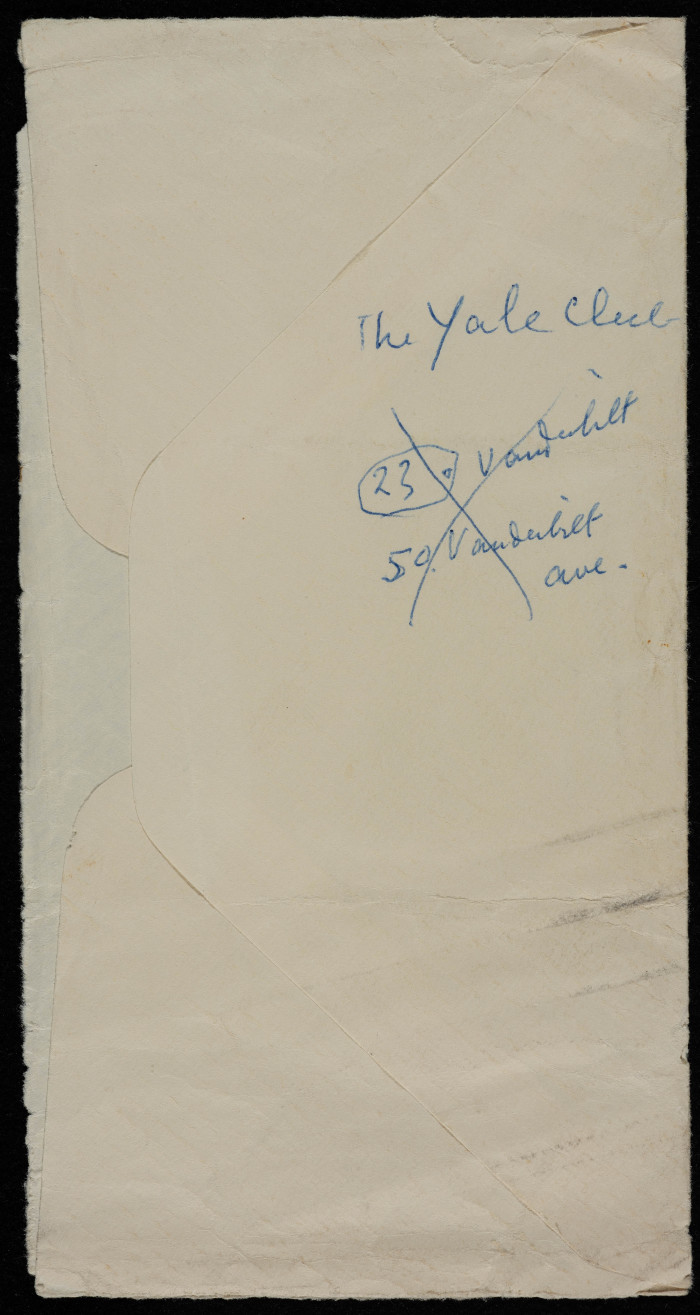 The Yale Club
23 Vanderbilt
50 Vanderbilt
ave.